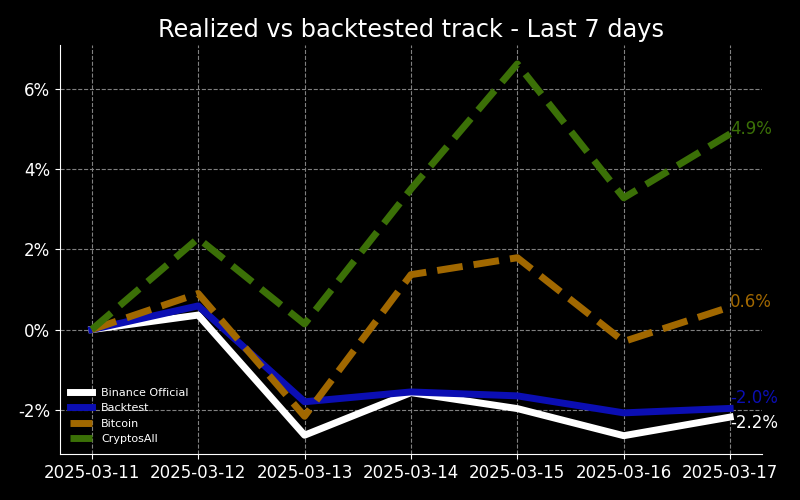 Realized vs backtested track - Last 7 days
6%
4%
2%
0%
-2%
4.9%
0.6%
-2.0%
-2.2%
Binance Official
Backtest
Bitcoin
CryptosAll
2025-03-11 2025-03-12 2025-03-13 2025-03-14 2025-03-15 2025-03-16 2025-03-17